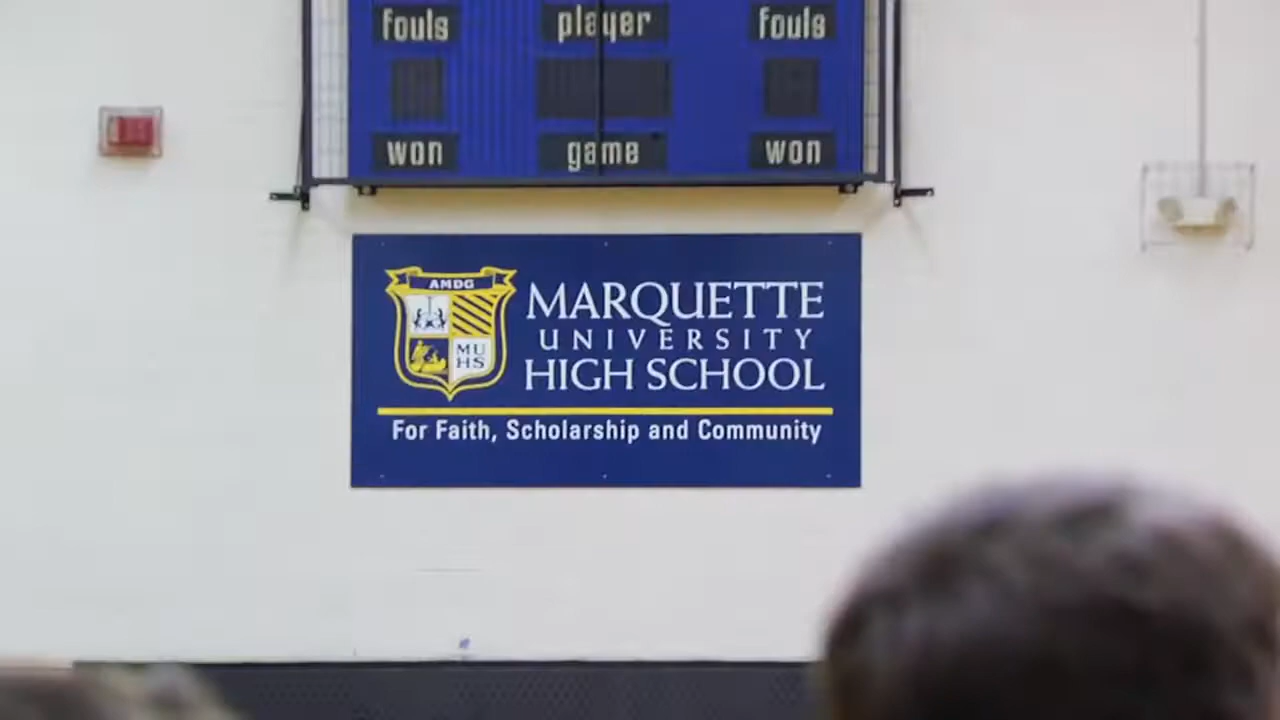 fouls player fouls
won game won
AMDG
MU
HS
MARQUETTE
UNIVERSITY
HIGH SCHOOL
For Faith, Scholarship and Community